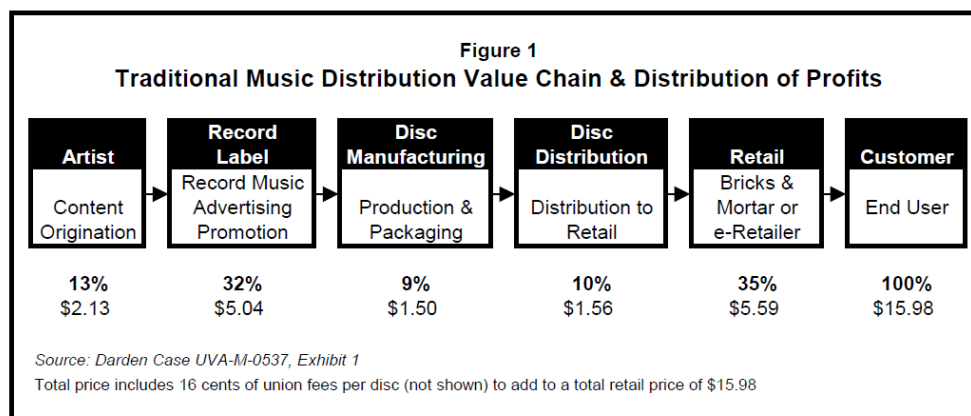 Figure 1
Traditional Music Distribution Value Chain & Distribution of Profits
Artist
Content
Origination
13%
$2.13
Record
Label
Record Music
Advertising
Promotion
32%
$5.04
Disc
Manufacturing
Production &
Packaging
9%
$1.50
Disc
Distribution
Distribution to
Retail
10%
$1.56
Retail
Bricks &
Mortar or
e-Retailer
35%
$5.59
Customer
End User
100%
$15.98
Source: Darden Case UVA-M-0537, Exhibit 1
Total price includes 16 cents of union fees per disc (not shown) to add to a total retail price of $15.98